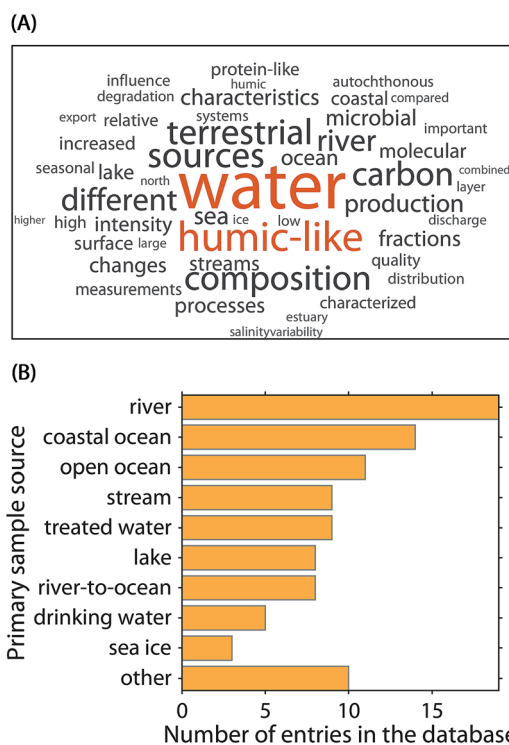 (A)
protein-like
influence
humic
autochthonous
degradation
characteristics
coastal
compared
export
relative
systems
microbial
important
increased
terrestrial
river
molecular
sources
ocean
seasonal
lake
north
water
carbon
combined
layer
different
production
higher
high
intensity
sea
ice
low
discharge
surface
large
humic-like
fractions
changes
streams
quality
measurements
composition
distribution
processes
characterized
estuary
salinityvariability
(B)
Primary sample source
river
coastal ocean
open ocean
stream
treated water
lake
river-to-ocean
drinking water
sea ice
other
0 5 10 15
Number of entries in the database